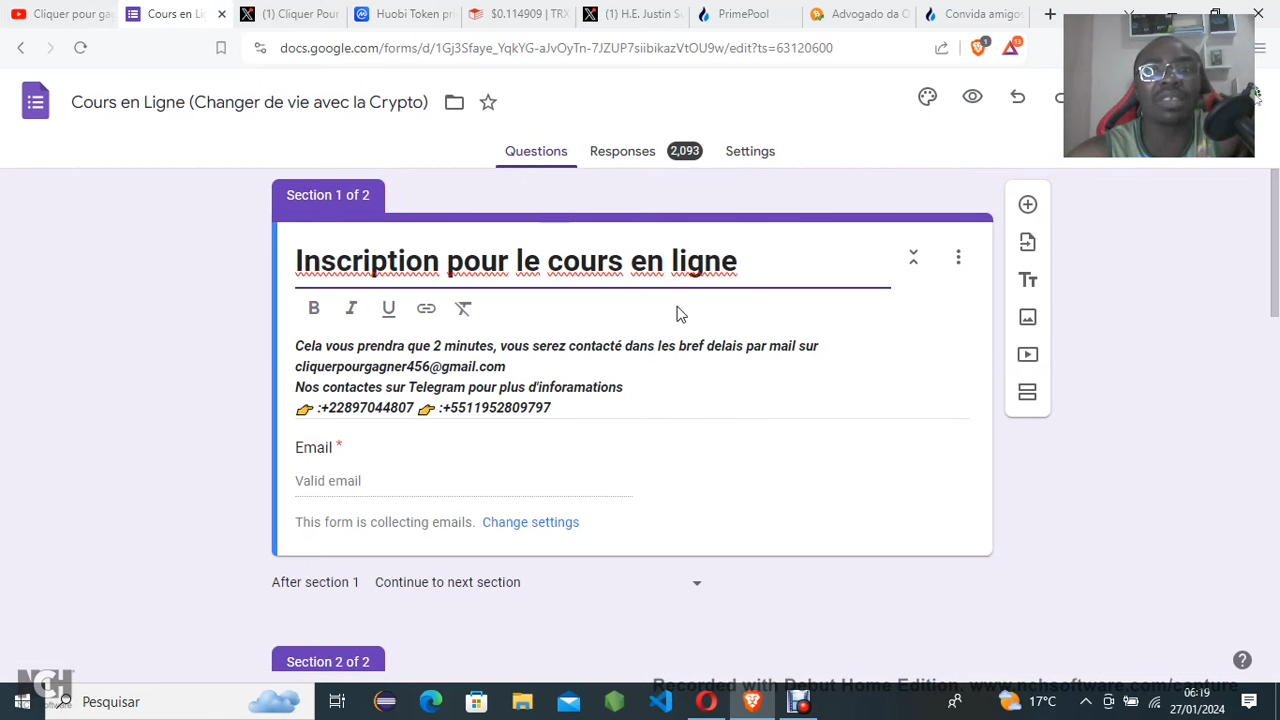 Cliquer pour gag
Cours en Li
(1) Cliquer Pour
Huobi Token pr
$0.114909 | TRX
(1) H.E. Justin Su
PrimePool
Advogado da C
Convida amigos
docs.google.com/forms/d/1Gj3Sfaye_YqkYG-aJvOyTn-7JZUP7siibikazVtOU9w/edit?ts=63120600
1
13
Cours en Ligne (Changer de vie avec la Crypto)
Questions
Responses 2,093
Settings
Section 1 of 2
Inscription pour le cours en ligne
B I U
Cela vous prendra que 2 minutes, vous serez contacté dans les bref delais par mail sur
cliquerpourgagner456@gmail.com
Nos contactes sur Telegram pour plus d'inforamations
👉 :+22897044807 👉 :+5511952809797
Email *
Valid email
This form is collecting emails. Change settings
After section 1 Continue to next section
Section 2 of 2
NCH
Recorded with Debut Home Edition. www.nchsoftware.com/capture
Pesquisar
17°C
06:19
27/01/2024